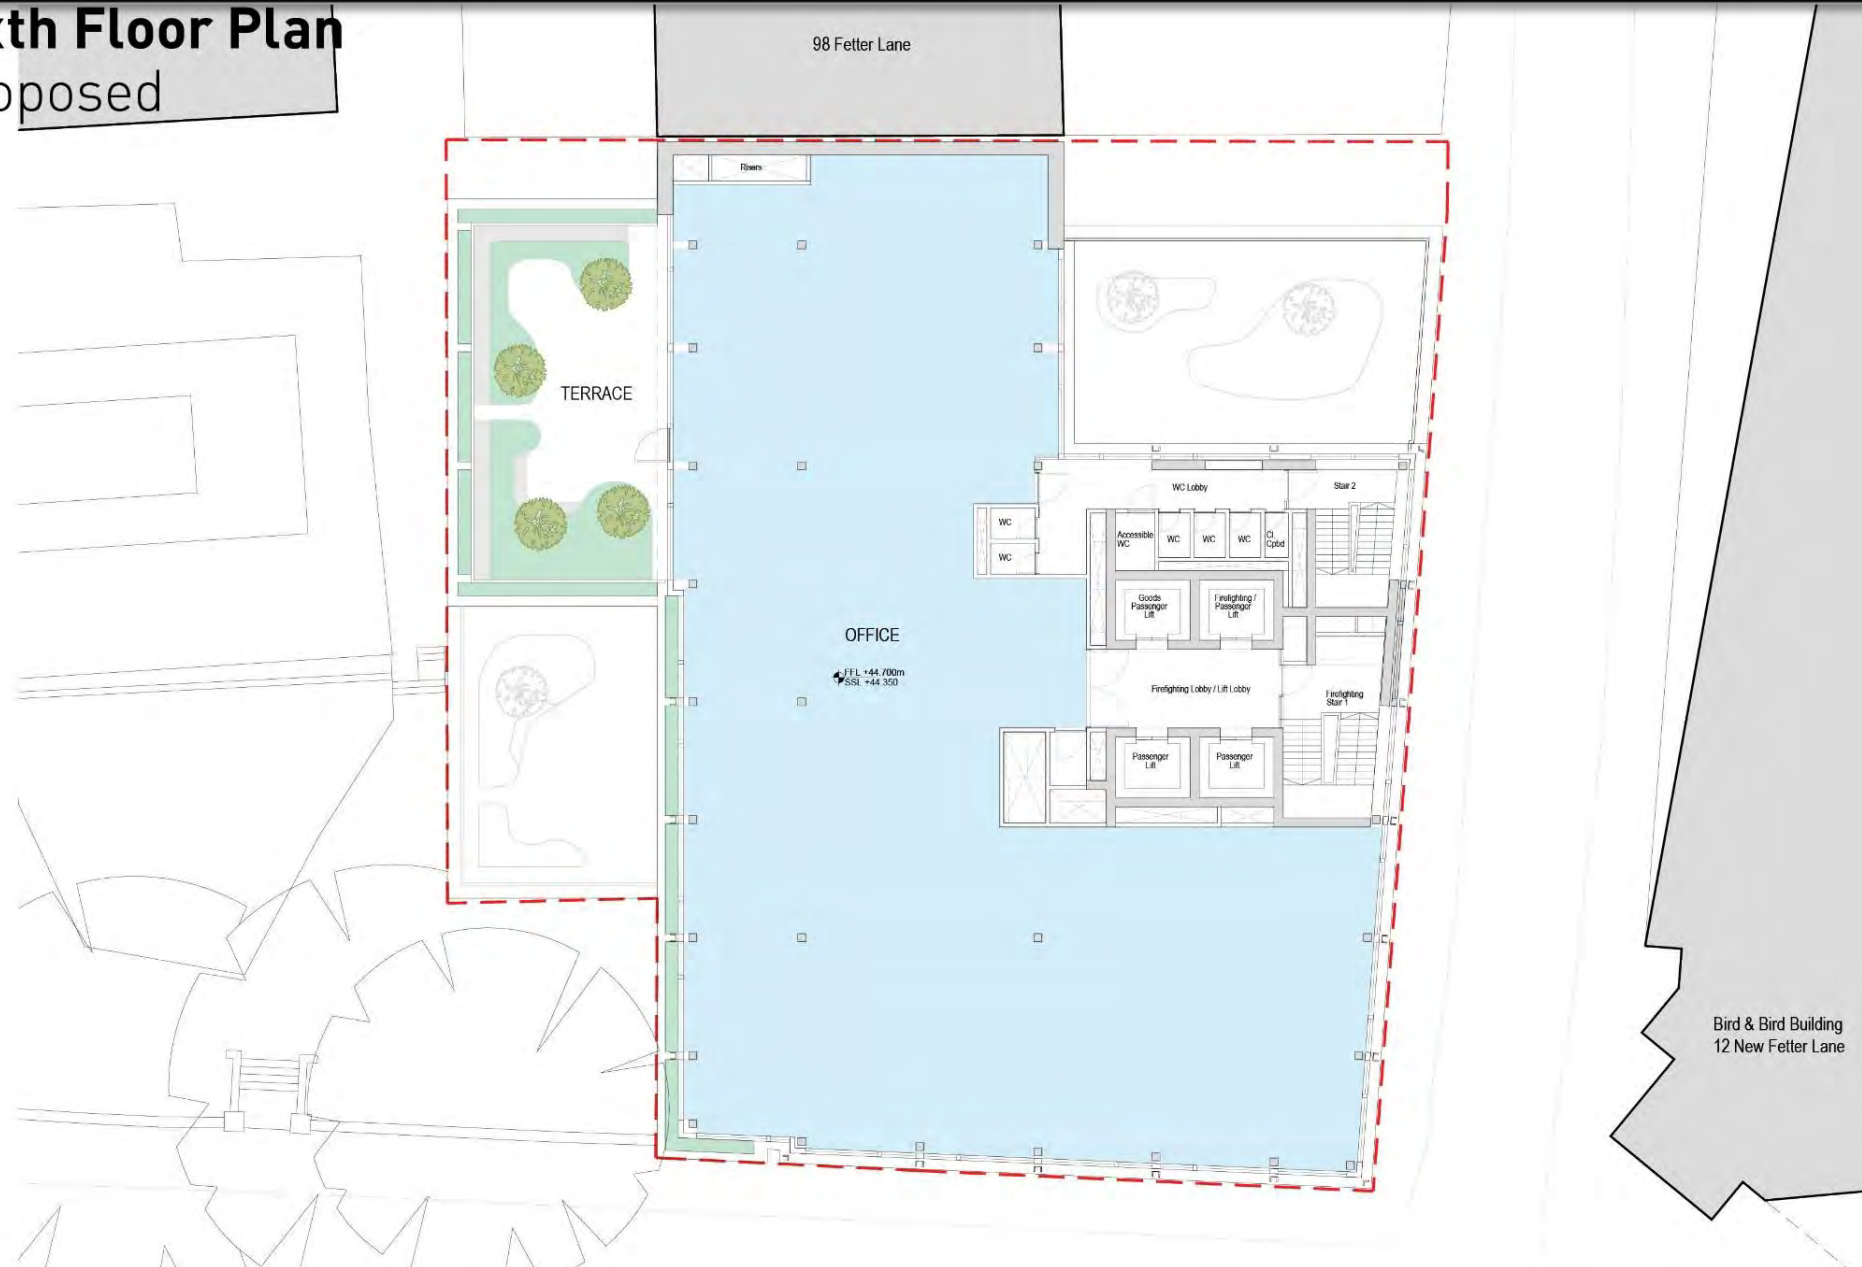 xth Floor Plan
oposed
98 Fetter Lane
Risers
TERRACE
WC Lobby
Stair 2
WC
WC
Accessible
WC
WC
WC
WC
Cl.
Cpbd
Goods
Passenger
Lift
Firefighting /
Passenger
Lift
OFFICE
FFL +44.700m
SSL +44.350
Firefighting Lobby / Lift Lobby
Firefighting
Stair 1
Passenger
Lift
Passenger
Lift
Bird & Bird Building
12 New Fetter Lane